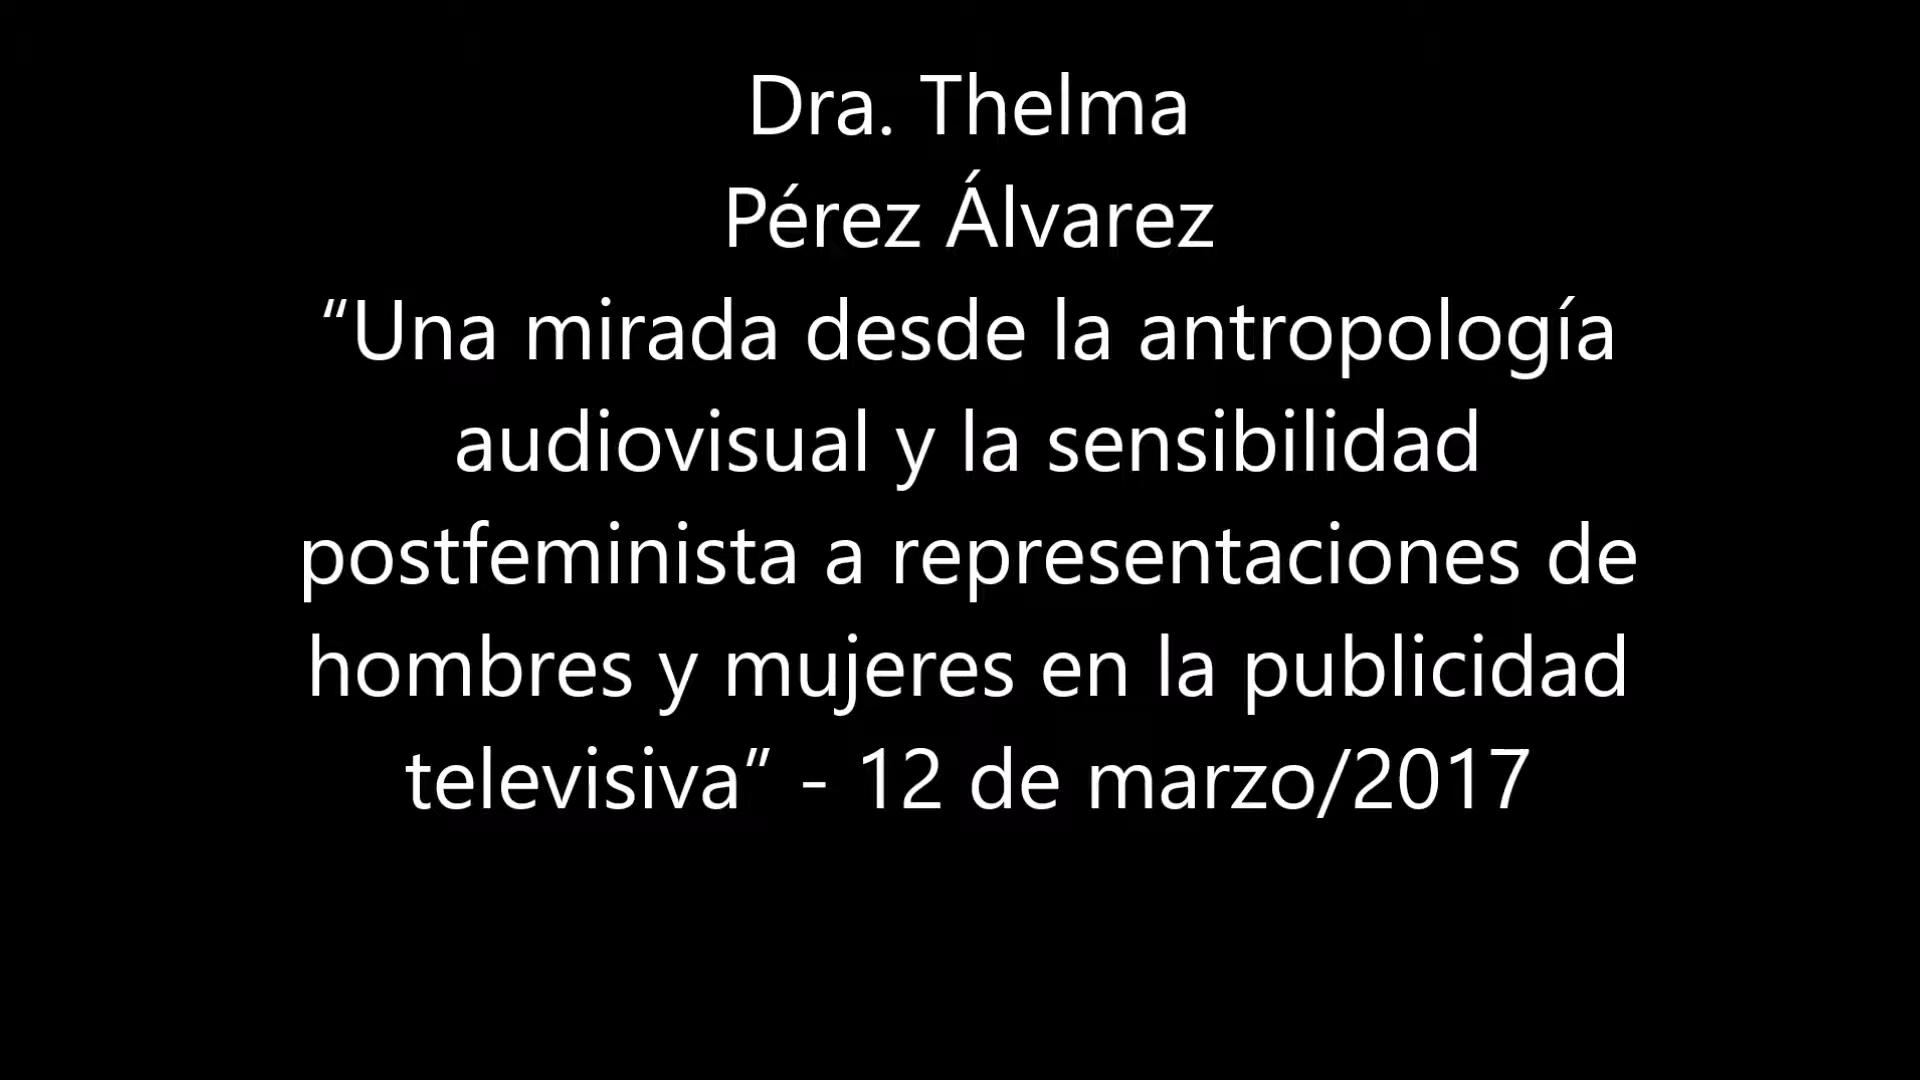 Dra. Thelma
Pérez Álvarez
“Una mirada desde la antropología
audiovisual y la sensibilidad
postfeminista a representaciones de
hombres y mujeres en la publicidad
televisiva” - 12 de marzo/2017